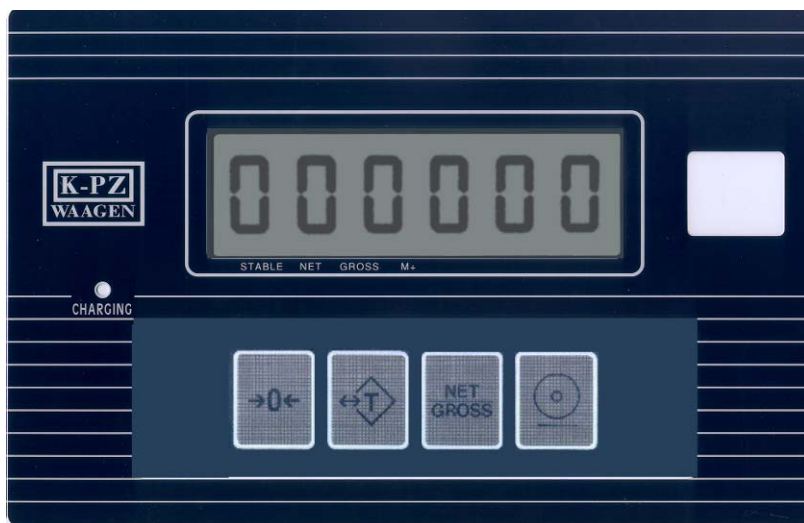 000000
K-PZ
WAAGEN
STABLE NET GROSS M+
CHARGING
→0← ↔T NET
GROSS